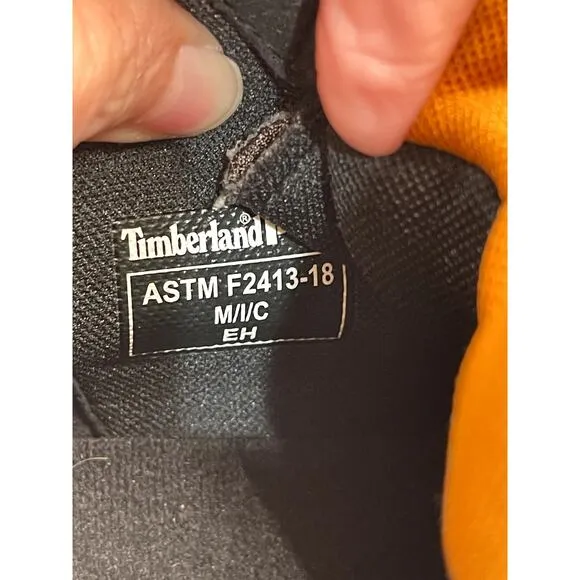 Timberland®
ASTM F2413-18
M/I/C
EH